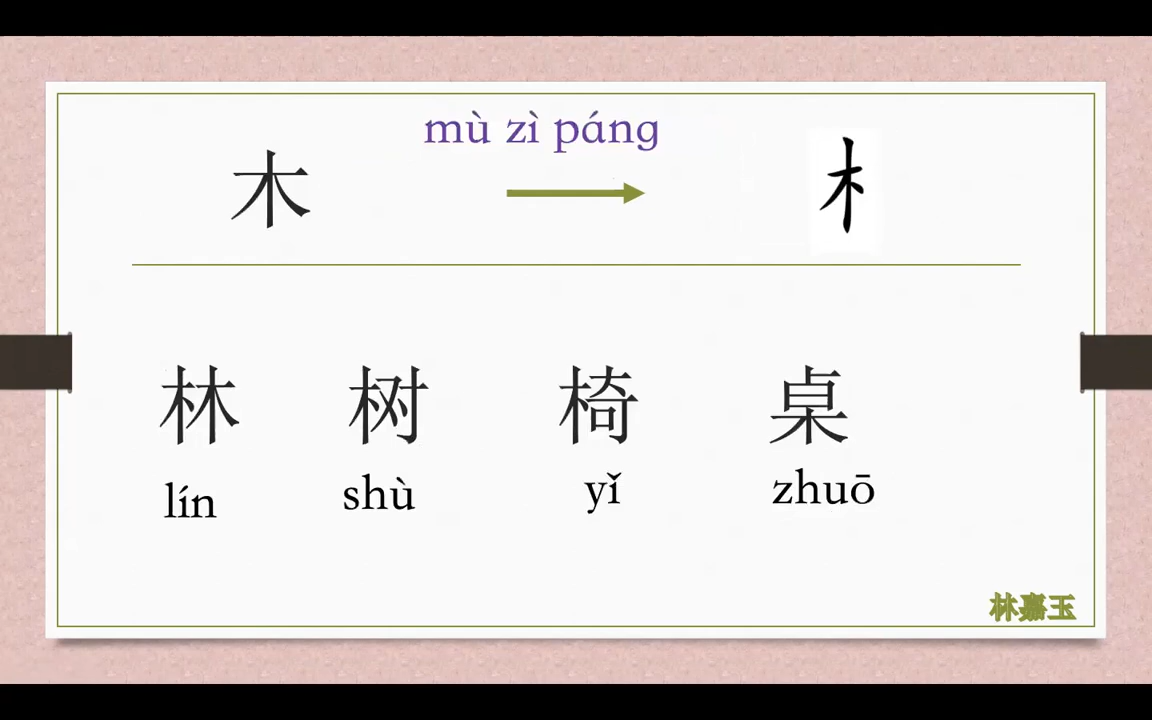 mù zì páng
木 → 木
林 树 椅 桌
lín shù yǐ zhuō
林嘉玉